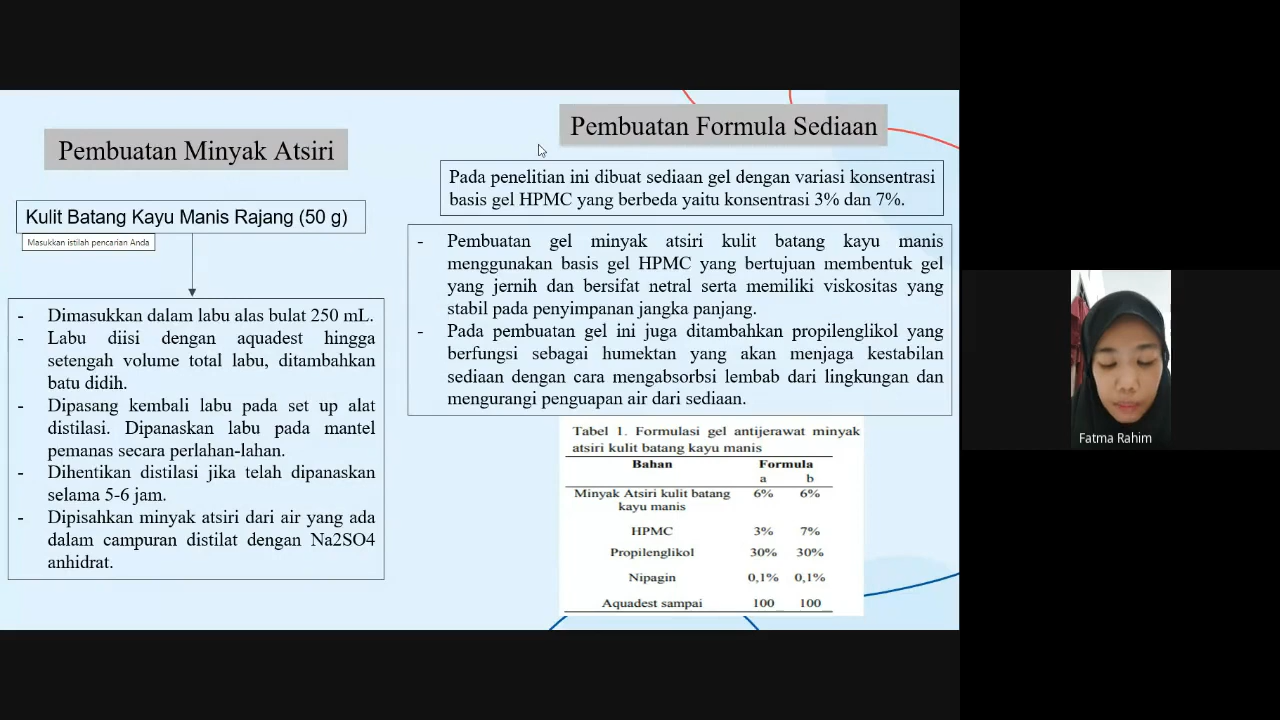 Pembuatan Minyak Atsiri
Kulit Batang Kayu Manis Rajang (50 g)
Masukkan istilah pencarian Anda
- Dimasukkan dalam labu alas bulat 250 mL.
- Labu diisi dengan aquadest hingga
setengah volume total labu, ditambahkan
batu didih.
- Dipasang kembali labu pada set up alat
distilasi. Dipanaskan labu pada mantel
pemanas secara perlahan-lahan.
- Dihentikan distilasi jika telah dipanaskan
selama 5-6 jam.
- Dipisahkan minyak atsiri dari air yang ada
dalam campuran distilat dengan Na2SO4
anhidrat.
Pembuatan Formula Sediaan
Pada penelitian ini dibuat sediaan gel dengan variasi konsentrasi
basis gel HPMC yang berbeda yaitu konsentrasi 3% dan 7%.
- Pembuatan gel minyak atsiri kulit batang kayu manis
menggunakan basis gel HPMC yang bertujuan membentuk gel
yang jernih dan bersifat netral serta memiliki viskositas yang
stabil pada penyimpanan jangka panjang.
- Pada pembuatan gel ini juga ditambahkan propilenglikol yang
berfungsi sebagai humektan yang akan menjaga kestabilan
sediaan dengan cara mengabsorbsi lembab dari lingkungan dan
mengurangi penguapan air dari sediaan.
Tabel 1. Formulasi gel antijerawat minyak
atsiri kulit batang kayu manis
Bahan Formula
a b
Minyak Atsiri kulit batang 6% 6%
kayu manis
HPMC 3% 7%
Propilenglikol 30% 30%
Nipagin 0,1% 0,1%
Aquadest sampai 100 100
Fatma Rahim